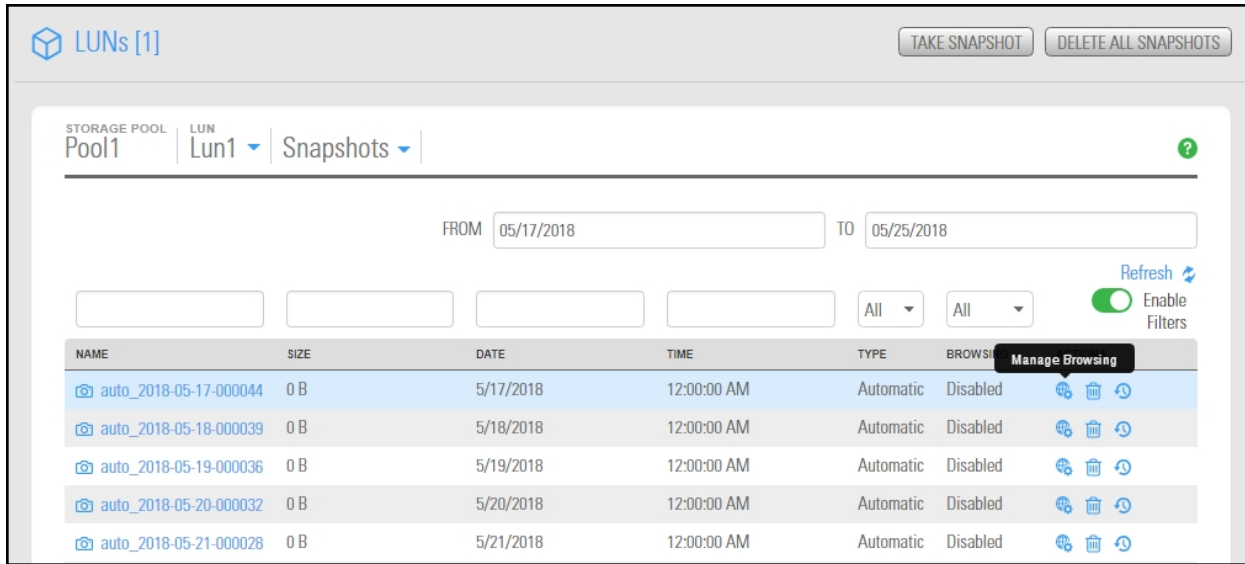 LUNs [1]
TAKE SNAPSHOT
DELETE ALL SNAPSHOTS
STORAGE POOL
LUN
Pool1
Lun1
Snapshots
?
FROM 05/17/2018 TO 05/25/2018
Refresh
All All Enable
Filters
NAME SIZE DATE TIME TYPE
Manage Browsing
auto_2018-05-17-000044 0 B 5/17/2018 12:00:00 AM Automatic Disabled
auto_2018-05-18-000039 0 B 5/18/2018 12:00:00 AM Automatic Disabled
auto_2018-05-19-000036 0 B 5/19/2018 12:00:00 AM Automatic Disabled
auto_2018-05-20-000032 0 B 5/20/2018 12:00:00 AM Automatic Disabled
auto_2018-05-21-000028 0 B 5/21/2018 12:00:00 AM Automatic Disabled